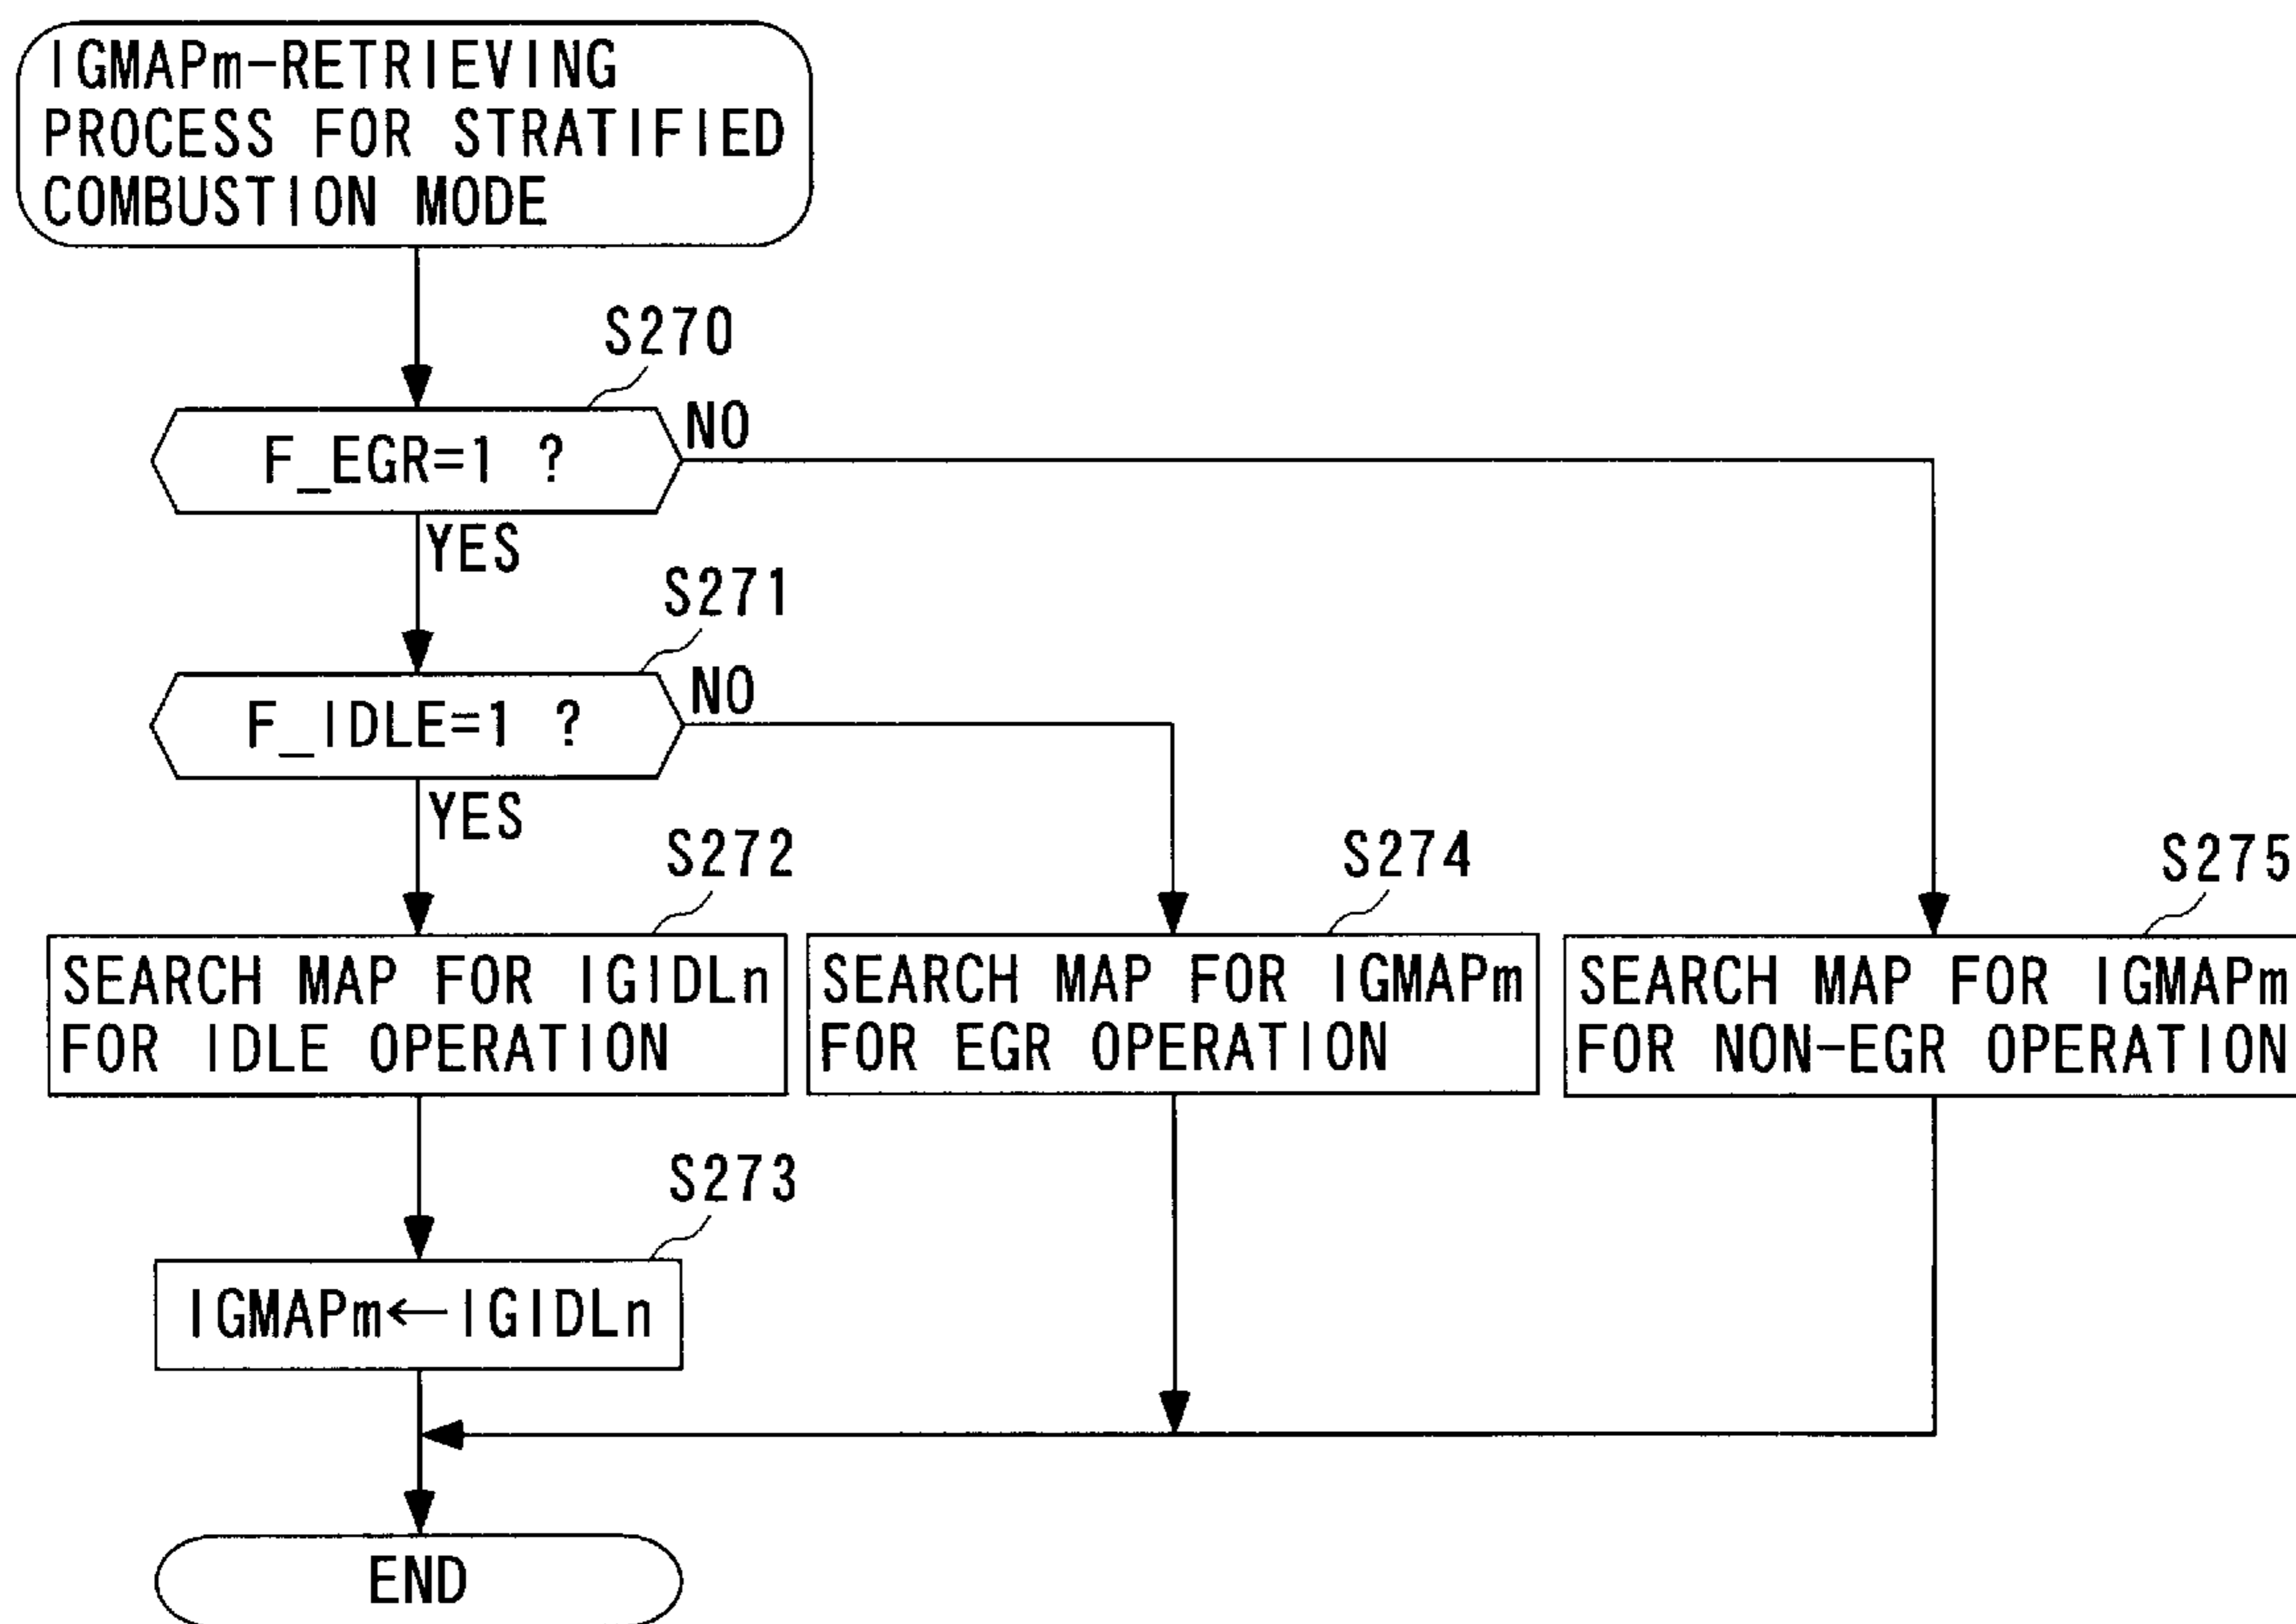 IGMAPm-RETRIEVING
PROCESS FOR STRATIFIED
COMBUSTION MODE
S270
F_EGR=1 ?
NO
YES
S271
F_IDLE=1 ?
NO
YES
S272
SEARCH MAP FOR IGIDLn
FOR IDLE OPERATION
S274
SEARCH MAP FOR IGMAPm
FOR EGR OPERATION
S275
SEARCH MAP FOR IGMAPm
FOR NON-EGR OPERATION
S273
IGMAPm←IGIDLn
END